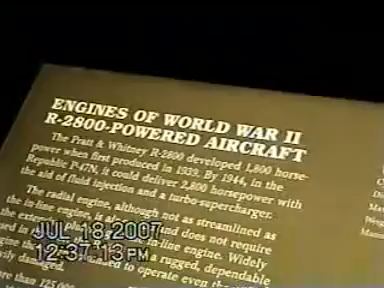 ENGINES OF WORLD WAR II
R-2800-POWERED AIRCRAFT
The Pratt & Whitney R-2800 developed 1,800 horse-
power when first produced in 1939. By 1944, in the
Republic P-47N, it could deliver 2,800 horsepower with
the aid of fluid injection and a turbo-supercharger.
The radial engine, although not as streamlined as
the in-line engine, is
the and does not require
in-line engine. Widely
a rugged, dependable
to operate even
than 125,000
JUL 18 2007
12:37:13 PM